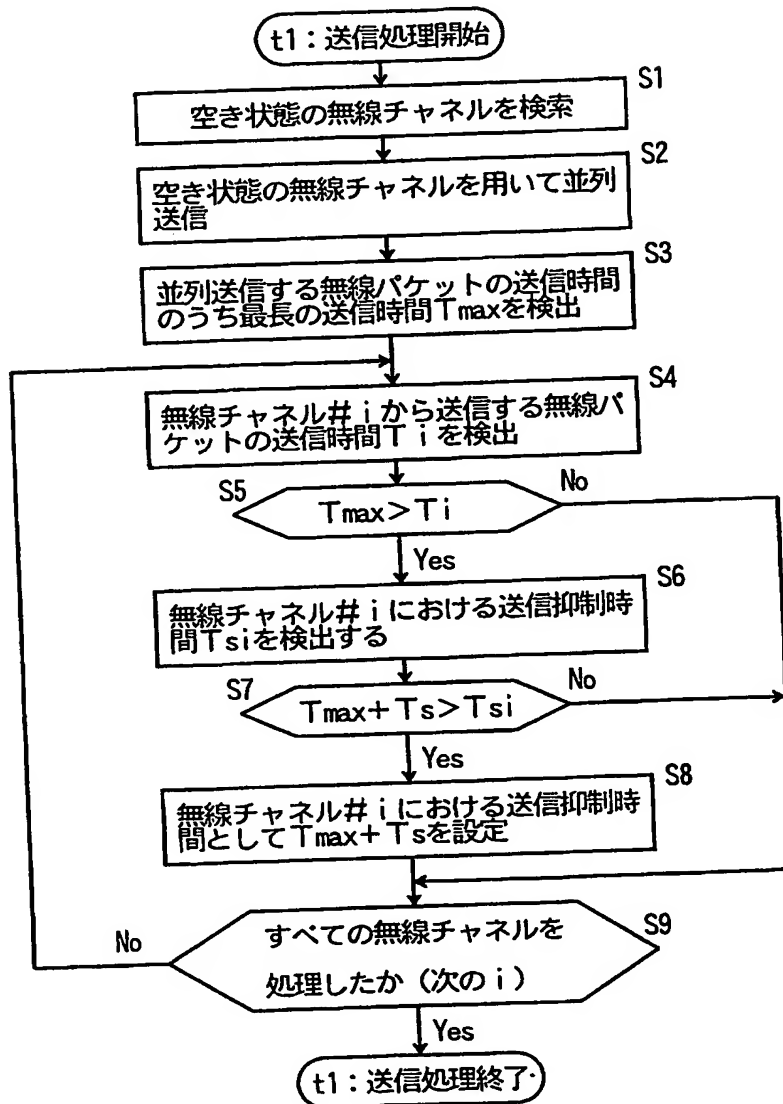 t1：送信処理開始
S1
空き状態の無線チャネルを検索
S2
空き状態の無線チャネルを用いて並列
送信
S3
並列送信する無線パケットの送信時間
のうち最長の送信時間Tmaxを検出
S4
無線チャネル＃iから送信する無線パ
ケットの送信時間Tiを検出
S5
Tmax＞Ti
No
Yes
S6
無線チャネル＃iにおける送信抑制時
間Tsiを検出する
S7
Tmax＋Ts＞Tsi
No
Yes
S8
無線チャネル＃iにおける送信抑制時
間としてTmax＋Tsを設定
S9
すべての無線チャネルを
処理したか（次のi）
No
Yes
t1：送信処理終了